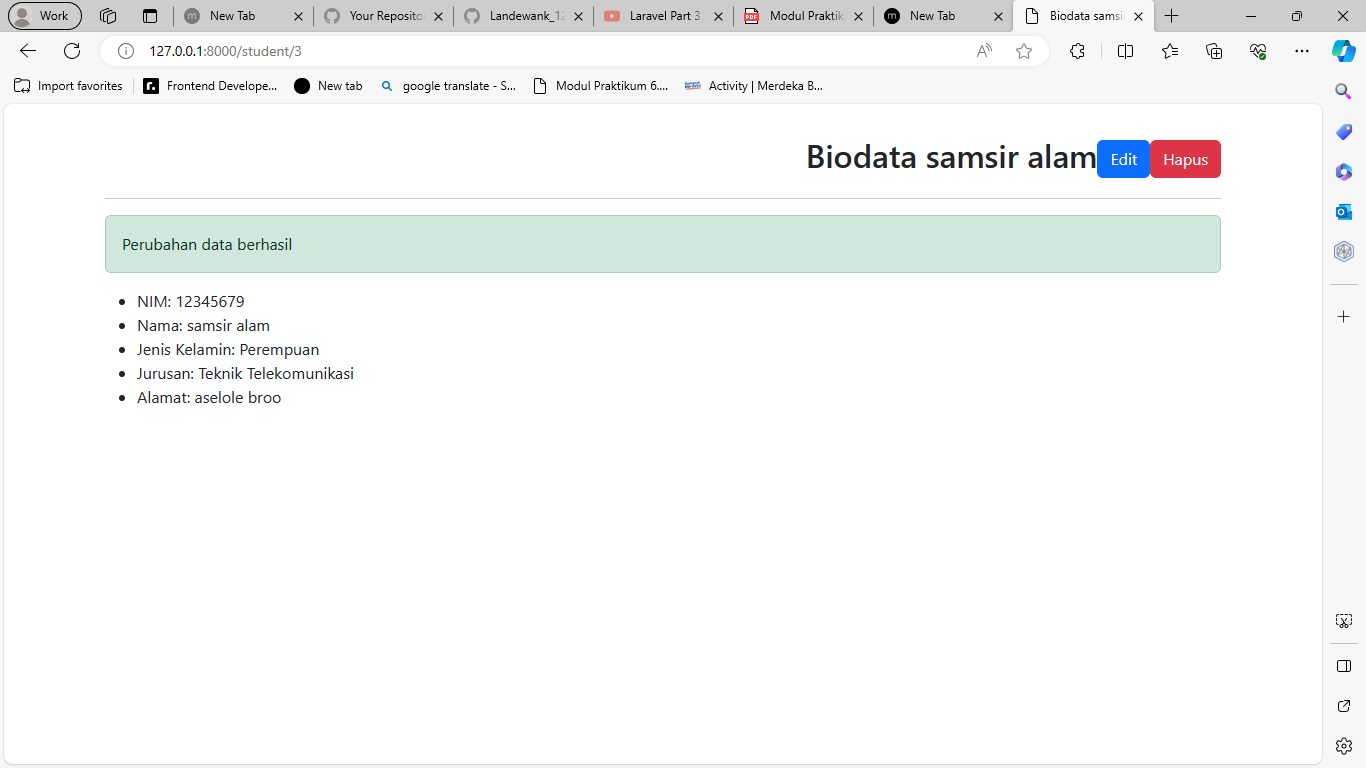 Work
New Tab
Your Repositor
Landewank_12
Laravel Part 3
Modul Praktik
New Tab
Biodata samsir
127.0.0.1:8000/student/3
Import favorites
Frontend Develope...
New tab
google translate - S...
Modul Praktikum 6....
Activity | Merdeka B...
Biodata samsir alam
Edit
Hapus
Perubahan data berhasil
• NIM: 12345679
• Nama: samsir alam
• Jenis Kelamin: Perempuan
• Jurusan: Teknik Telekomunikasi
• Alamat: aselole broo